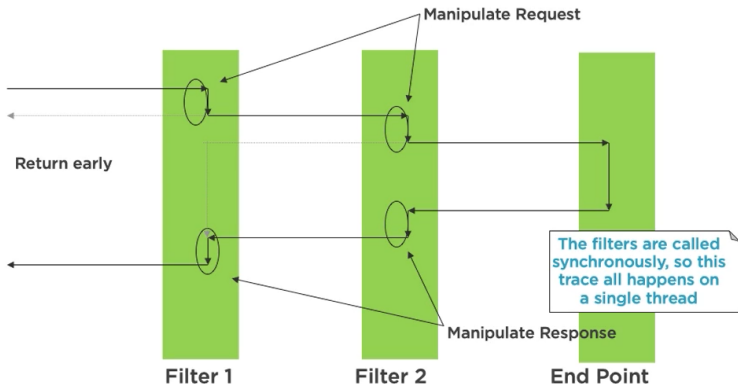 Manipulate Request
Return early
The filters are called
synchronously, so this
trace all happens on
a single thread
Manipulate Response
Filter 1
Filter 2
End Point